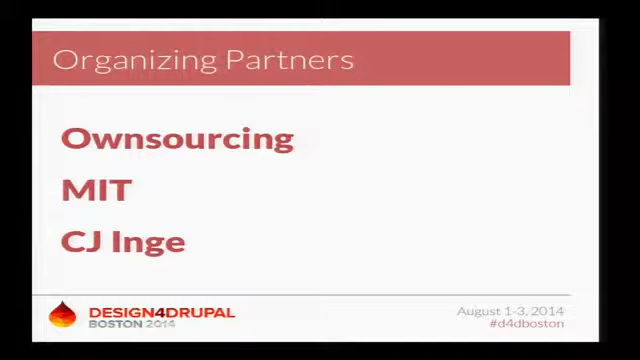 Organizing Partners
Ownsourcing
MIT
CJ Inge
DESIGN4DRUPAL
BOSTON 2014
August 1-3, 2014
#d4dboston